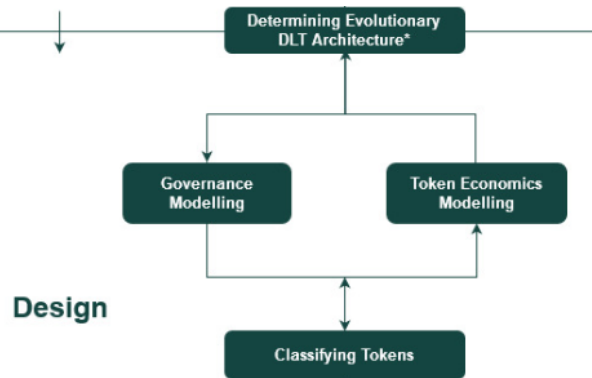 Determining Evolutionary
DLT Architecture*
Governance
Modelling
Token Economics
Modelling
Design
Classifying Tokens